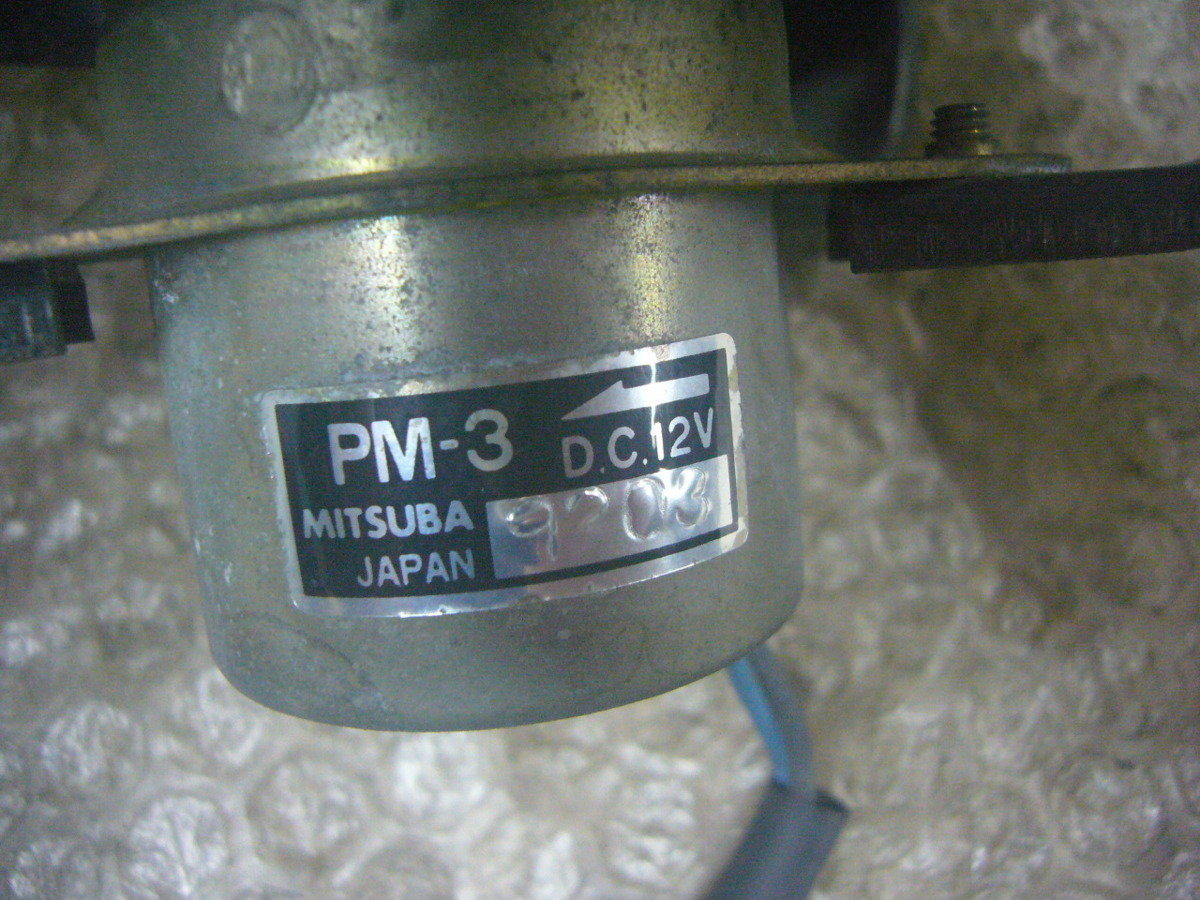 PM-3
D.C.12V
MITSUBA
JAPAN
9203